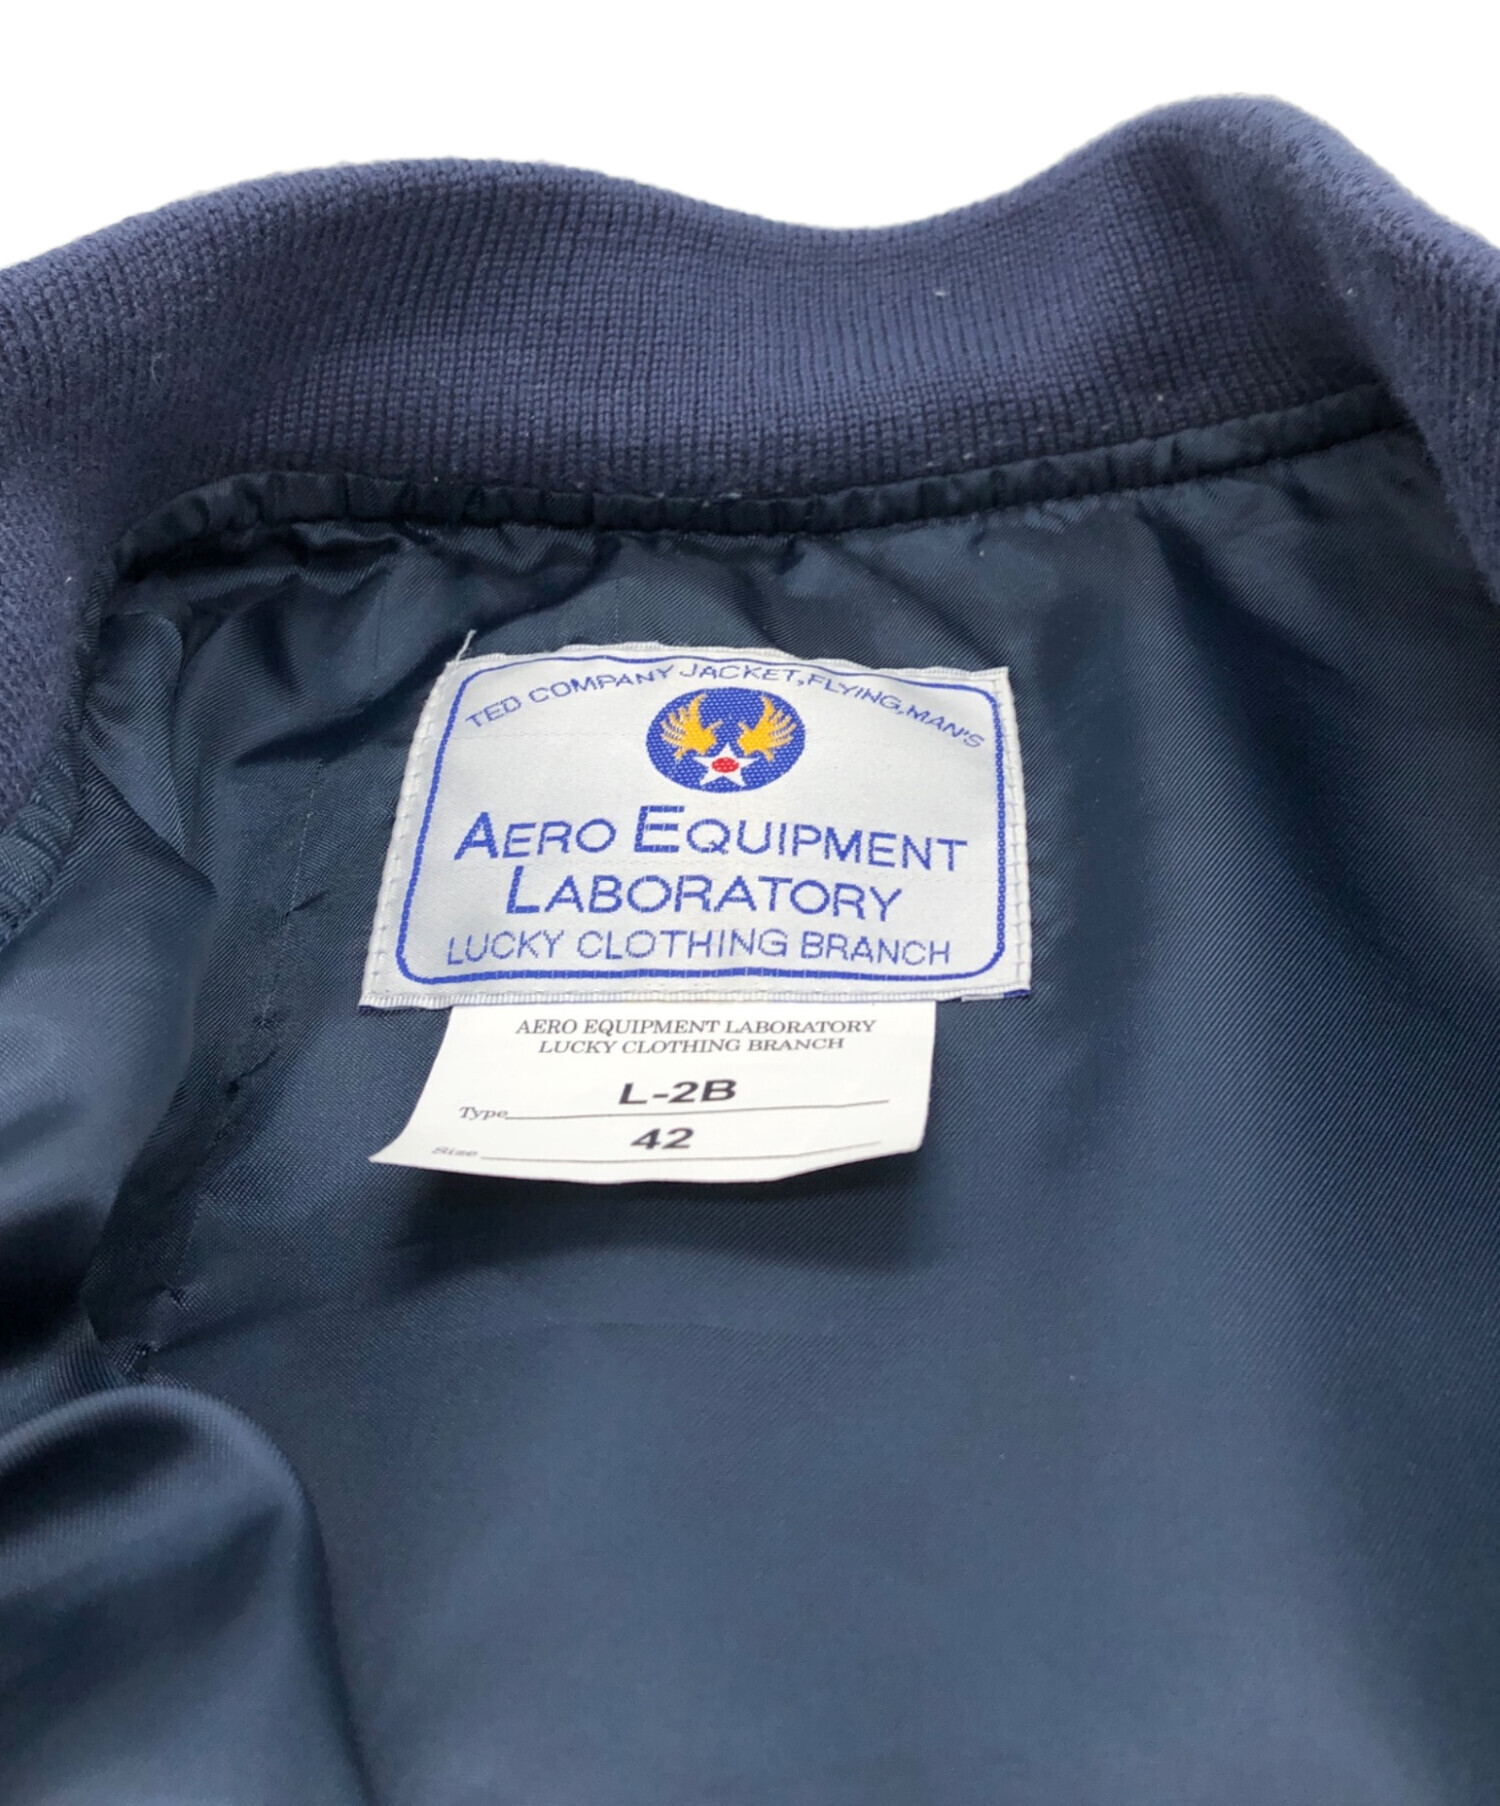 TED COMPANY JACKET,FLYING,MAN'S
AERO EQUIPMENT
LABORATORY
LUCKY CLOTHING BRANCH
AERO EQUIPMENT LABORATORY
LUCKY CLOTHING BRANCH
Type L-2B
Size 42